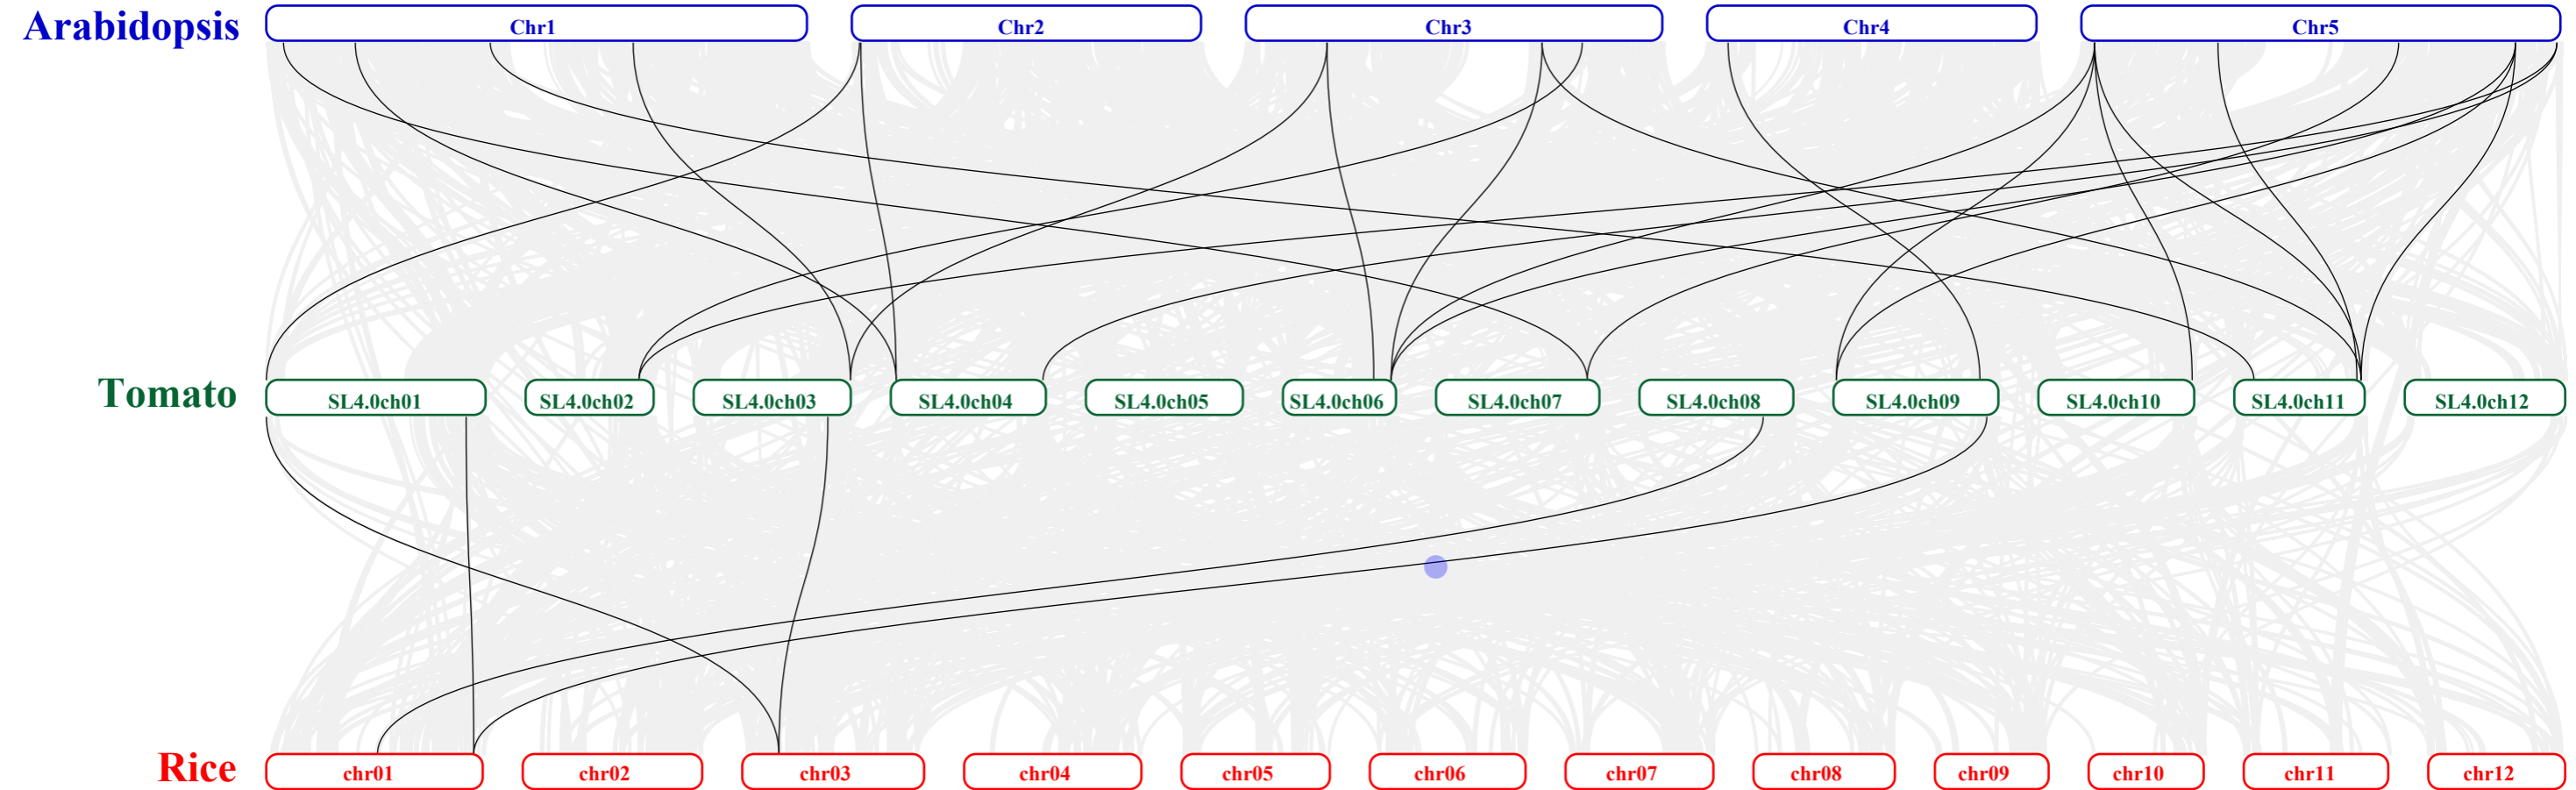 Arabidopsis Chr1 Chr2 Chr3 Chr4 Chr5
Tomato SL4.0ch01 SL4.0ch02 SL4.0ch03 SL4.0ch04 SL4.0ch05 SL4.0ch06 SL4.0ch07 SL4.0ch08 SL4.0ch09 SL4.0ch10 SL4.0ch11 SL4.0ch12
Rice chr01 chr02 chr03 chr04 chr05 chr06 chr07 chr08 chr09 chr10 chr11 chr12